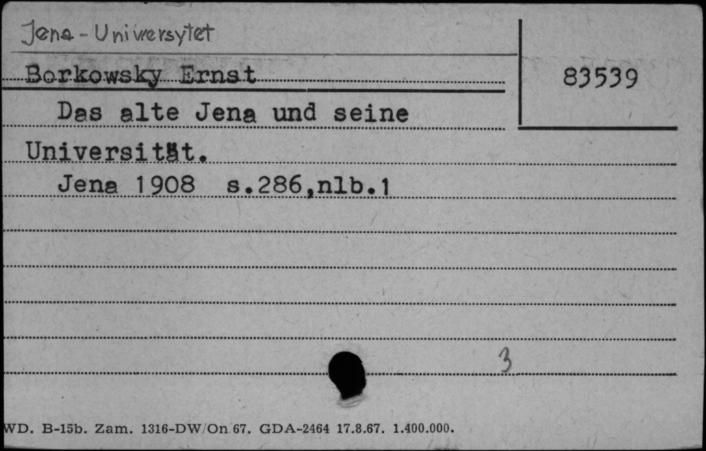 Jena - Uniwersytet
Borkowsky Ernst
83539
Das alte Jena und seine
Universität.
Jena 1908 s.286,nlb.1
3
WD. B-15b. Zam. 1316-DW/On 67. GDA-2464 17.8.67. 1.400.000.